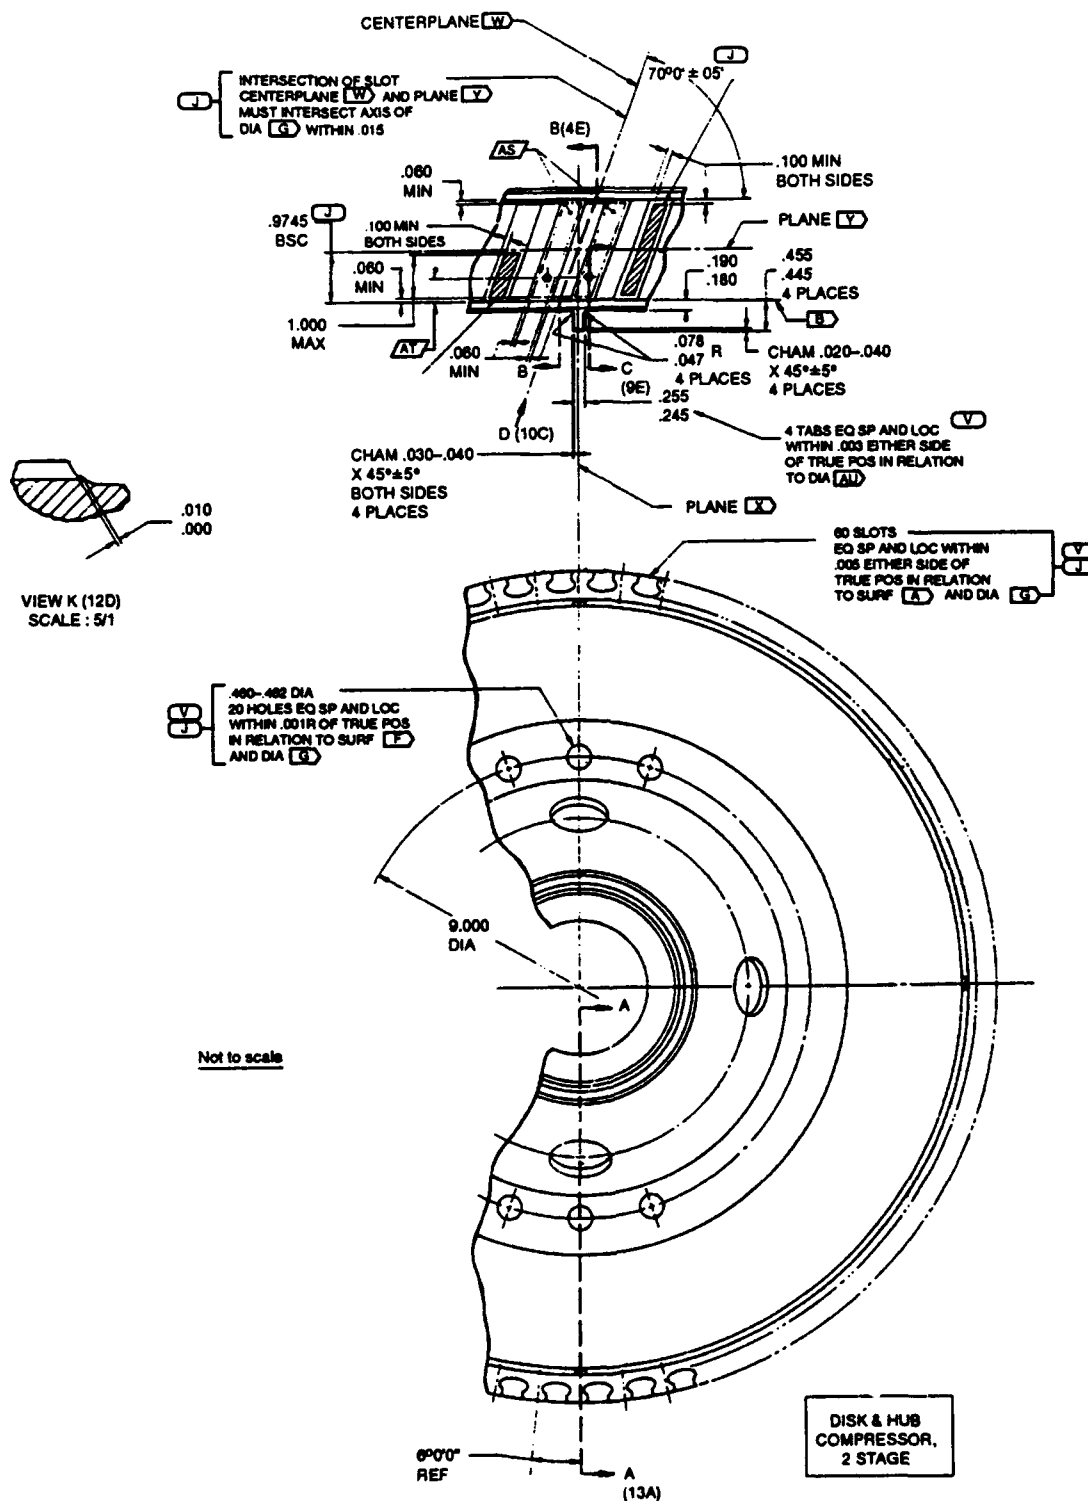 CENTERPLANE W
J
70°0' ± 05'
J
INTERSECTION OF SLOT
CENTERPLANE W AND PLANE Y
MUST INTERSECT AXIS OF
DIA G WITHIN .015
B(4E)
AS
.060
MIN
.100 MIN
BOTH SIDES
J
.9745
BSC
.100 MIN
BOTH SIDES
PLANE Y
.190
.180
.455
.445
4 PLACES
.060
MIN
B
1.000
MAX
AT
.060
MIN
B
.078
.047 R
4 PLACES
C
(9E)
CHAM .020–.040
X 45°±5°
4 PLACES
.255
.245
D (10C)
4 TABS EQ SP AND LOC V
WITHIN .003 EITHER SIDE
OF TRUE POS IN RELATION
TO DIA AU
CHAM .030–.040
X 45°±5°
BOTH SIDES
4 PLACES
PLANE X
.010
.000
VIEW K (12D)
SCALE : 5/1
60 SLOTS
EQ SP AND LOC WITHIN
.005 EITHER SIDE OF
TRUE POS IN RELATION
TO SURF A AND DIA G
V
J
.460–.462 DIA
20 HOLES EQ SP AND LOC
WITHIN .001R OF TRUE POS
IN RELATION TO SURF F
AND DIA G
V
J
9.000
DIA
A
Not to scale
6°0'0"
REF
A
(13A)
DISK & HUB
COMPRESSOR,
2 STAGE